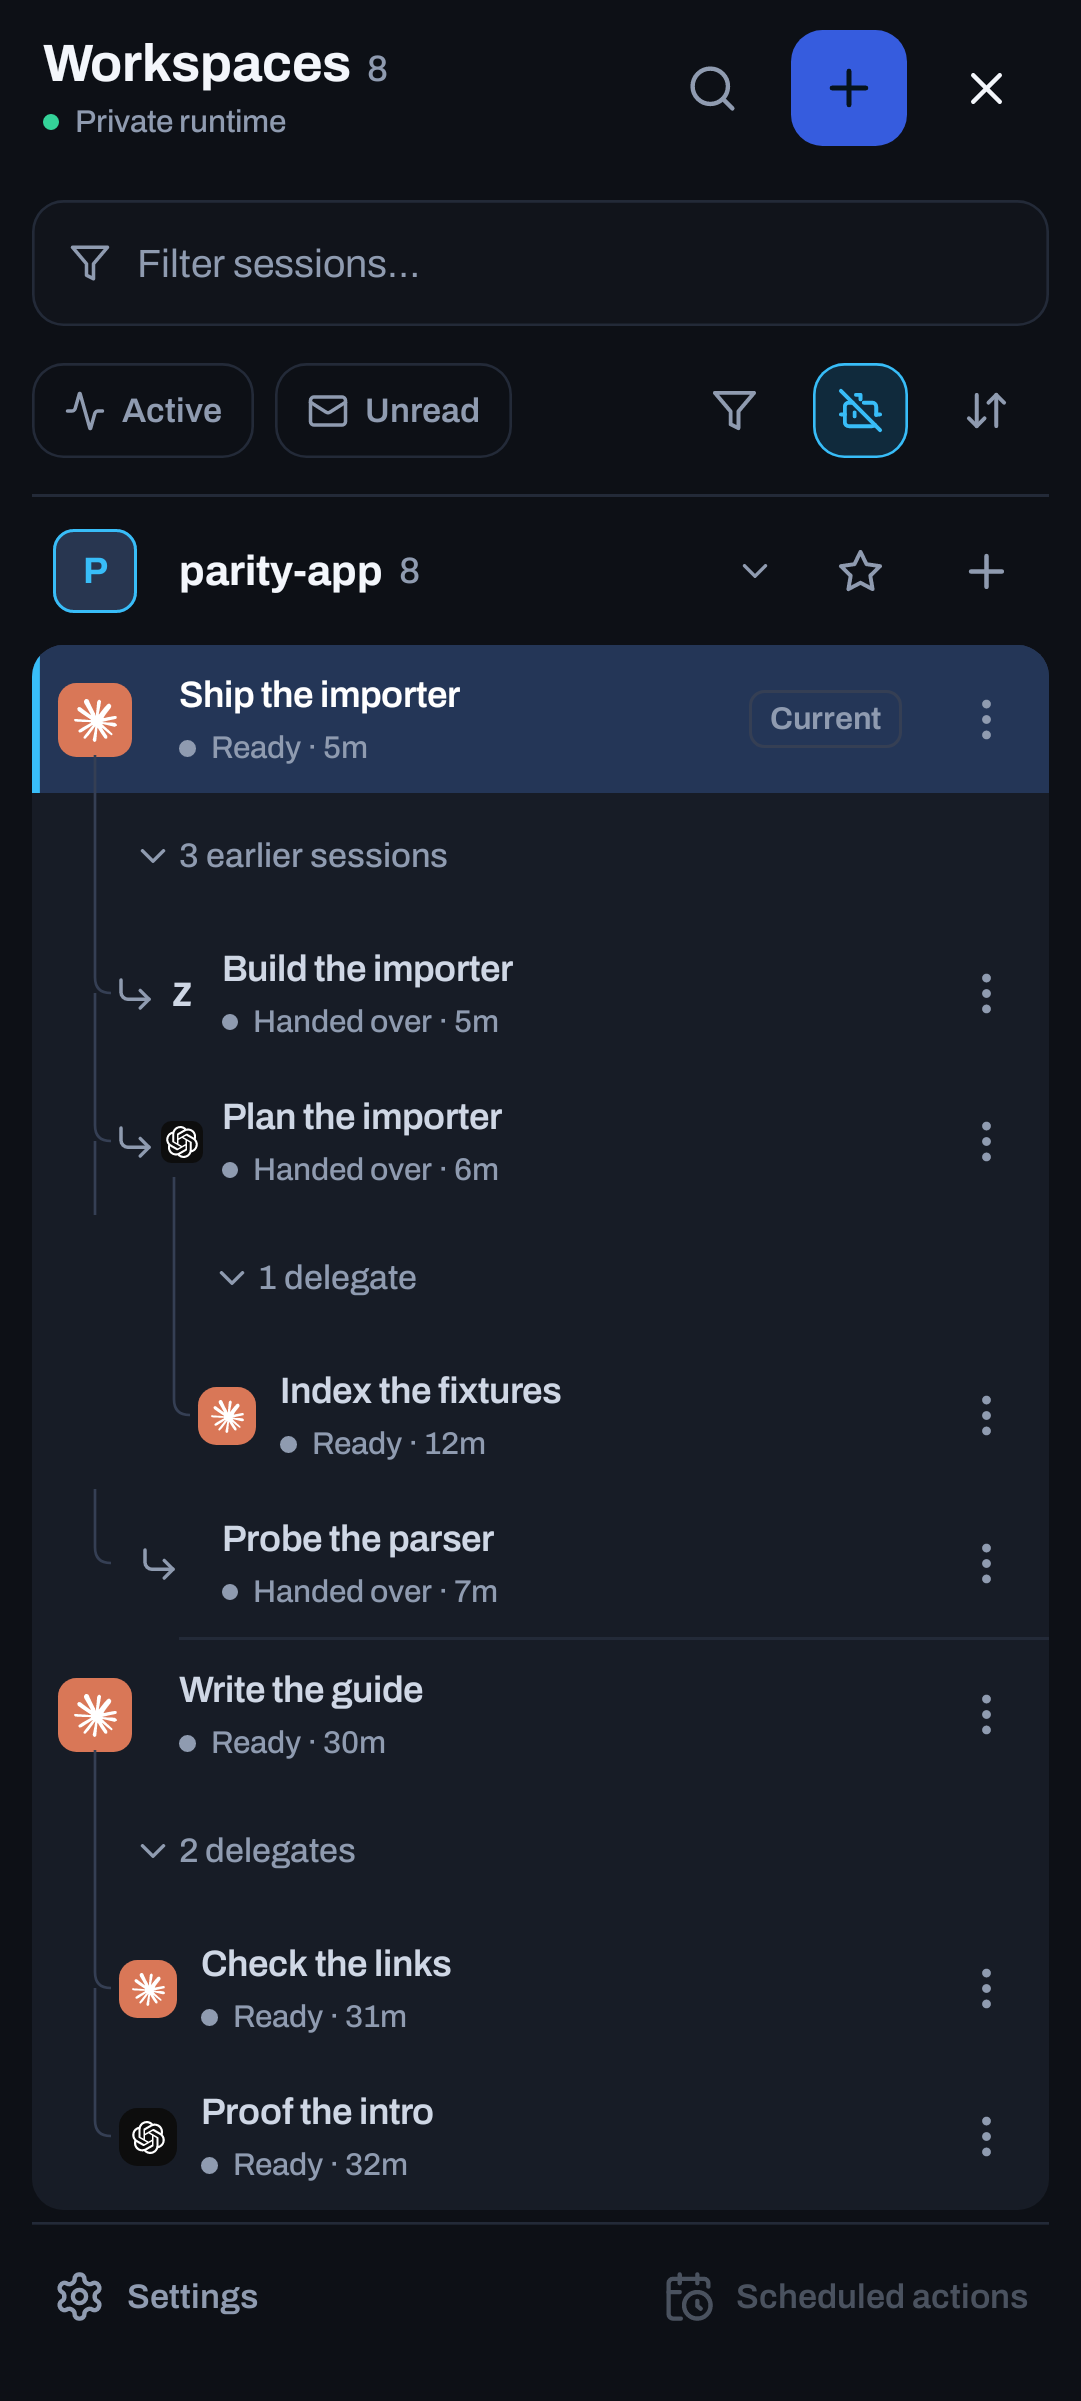 Workspaces 8
Private runtime
Filter sessions...
Active
Unread
P
parity-app 8
Ship the importer
Ready · 5m
Current
3 earlier sessions
Z
Build the importer
Handed over · 5m
Plan the importer
Handed over · 6m
1 delegate
Index the fixtures
Ready · 12m
Probe the parser
Handed over · 7m
Write the guide
Ready · 30m
2 delegates
Check the links
Ready · 31m
Proof the intro
Ready · 32m
Settings
Scheduled actions